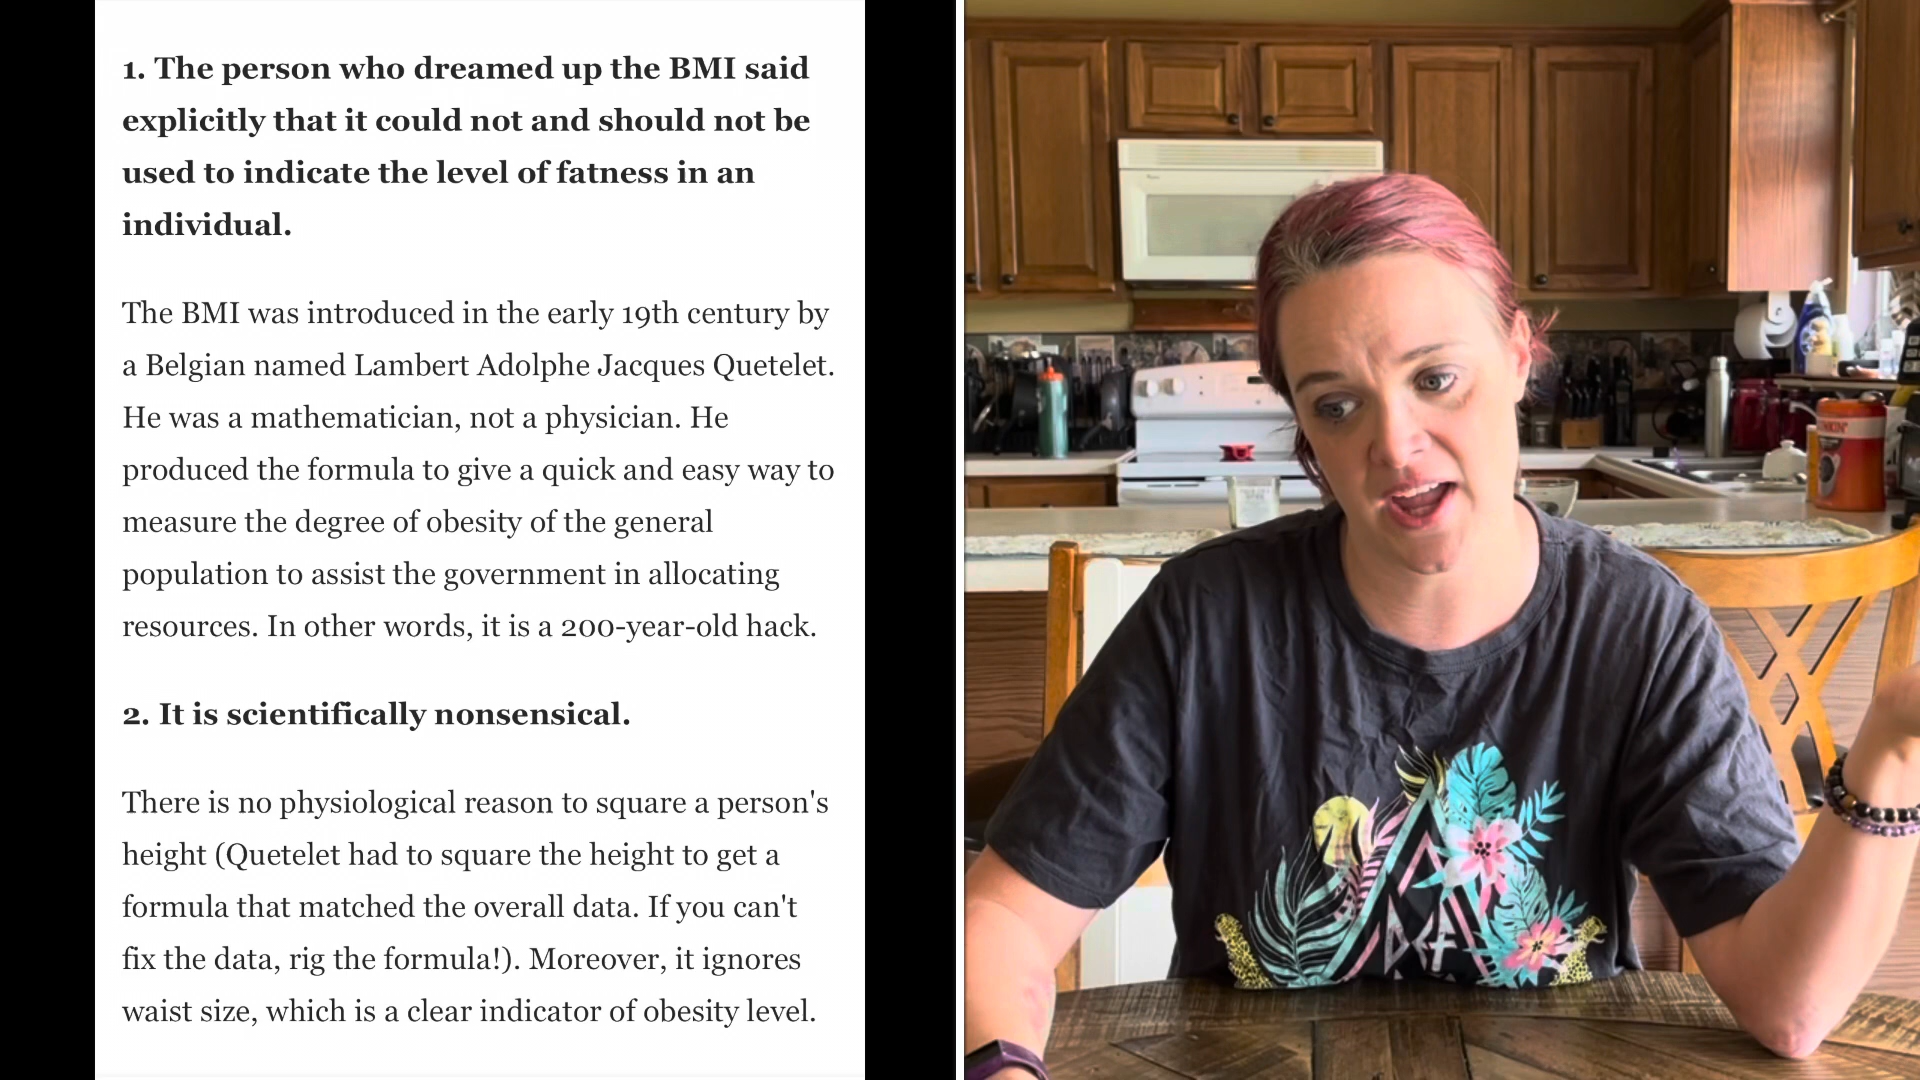 1. The person who dreamed up the BMI said
explicitly that it could not and should not be
used to indicate the level of fatness in an
individual.
The BMI was introduced in the early 19th century by
a Belgian named Lambert Adolphe Jacques Quetelet.
He was a mathematician, not a physician. He
produced the formula to give a quick and easy way to
measure the degree of obesity of the general
population to assist the government in allocating
resources. In other words, it is a 200-year-old hack.
2. It is scientifically nonsensical.
There is no physiological reason to square a person's
height (Quetelet had to square the height to get a
formula that matched the overall data. If you can't
fix the data, rig the formula!). Moreover, it ignores
waist size, which is a clear indicator of obesity level.
DEF